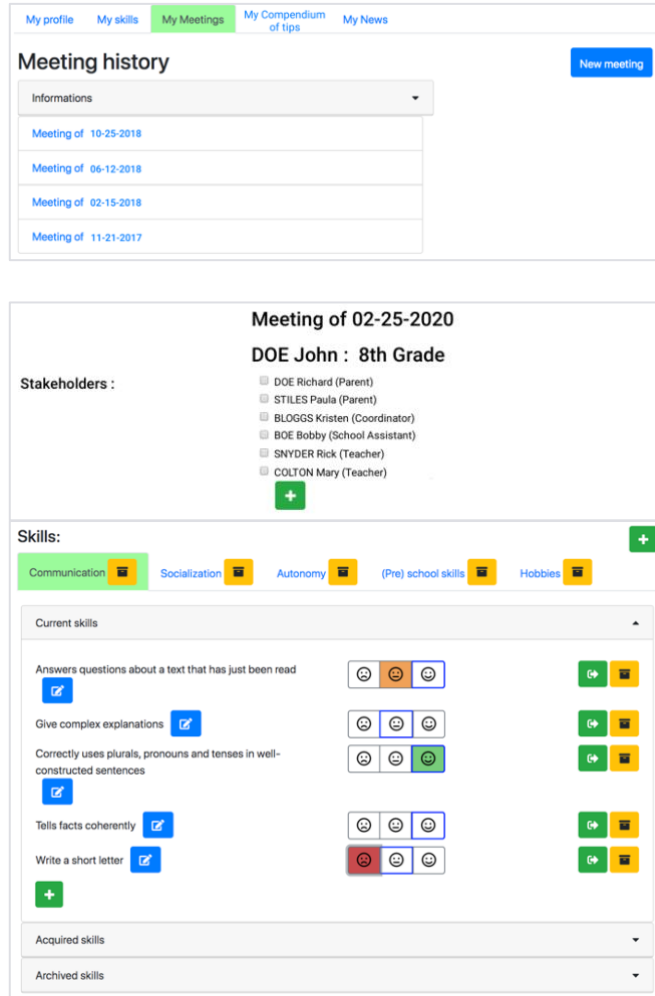 My profile My skills My Meetings My Compendium of tips My News
Meeting history
New meeting
Informations
Meeting of 10-25-2018
Meeting of 06-12-2018
Meeting of 02-15-2018
Meeting of 11-21-2017
Meeting of 02-25-2020
DOE John : 8th Grade
Stakeholders :
DOE Richard (Parent)
STILES Paula (Parent)
BLOGGS Kristen (Coordinator)
BOE Bobby (School Assistant)
SNYDER Rick (Teacher)
COLTON Mary (Teacher)
Skills:
Communication Socialization Autonomy (Pre) school skills Hobbies
Current skills
Answers questions about a text that has just been read
Give complex explanations
Correctly uses plurals, pronouns and tenses in well-
constructed sentences
Tells facts coherently
Write a short letter
Acquired skills
Archived skills